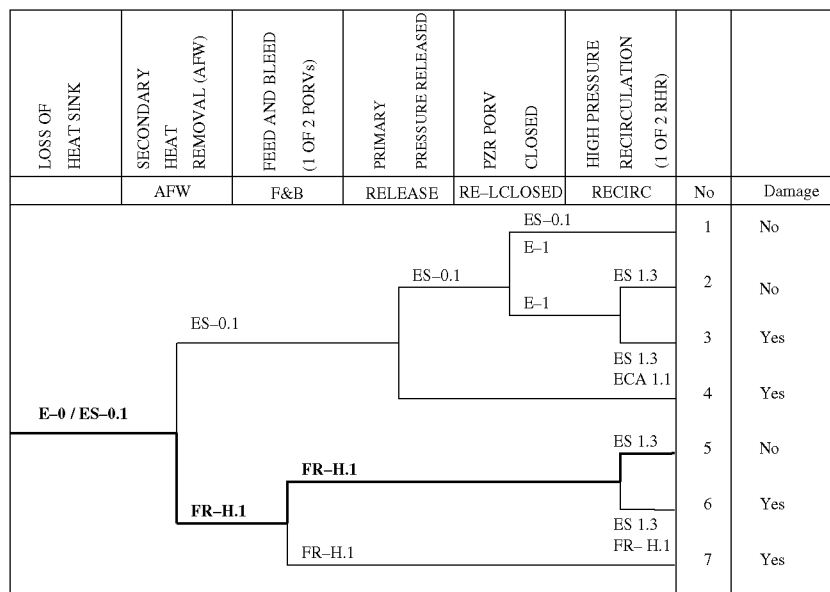 LOSS OF
HEAT SINK
SECONDARY
HEAT
REMOVAL (AFW)
FEED AND BLEED
(1 OF 2 PORVs)
PRIMARY
PRESSURE RELEASED
PZR PORV
CLOSED
HIGH PRESSURE
RECIRCULATION
(1 OF 2 RHR)
AFW F&B RELEASE RE-LCLOSED RECIRC No Damage
ES-0.1 1 No
E-1
ES-0.1 ES 1.3 2 No
E-1
ES-0.1 3 Yes
ES 1.3
ECA 1.1
4 Yes
E-0 / ES-0.1
ES 1.3 5 No
FR-H.1
FR-H.1 6 Yes
ES 1.3
FR- H.1
FR-H.1 7 Yes